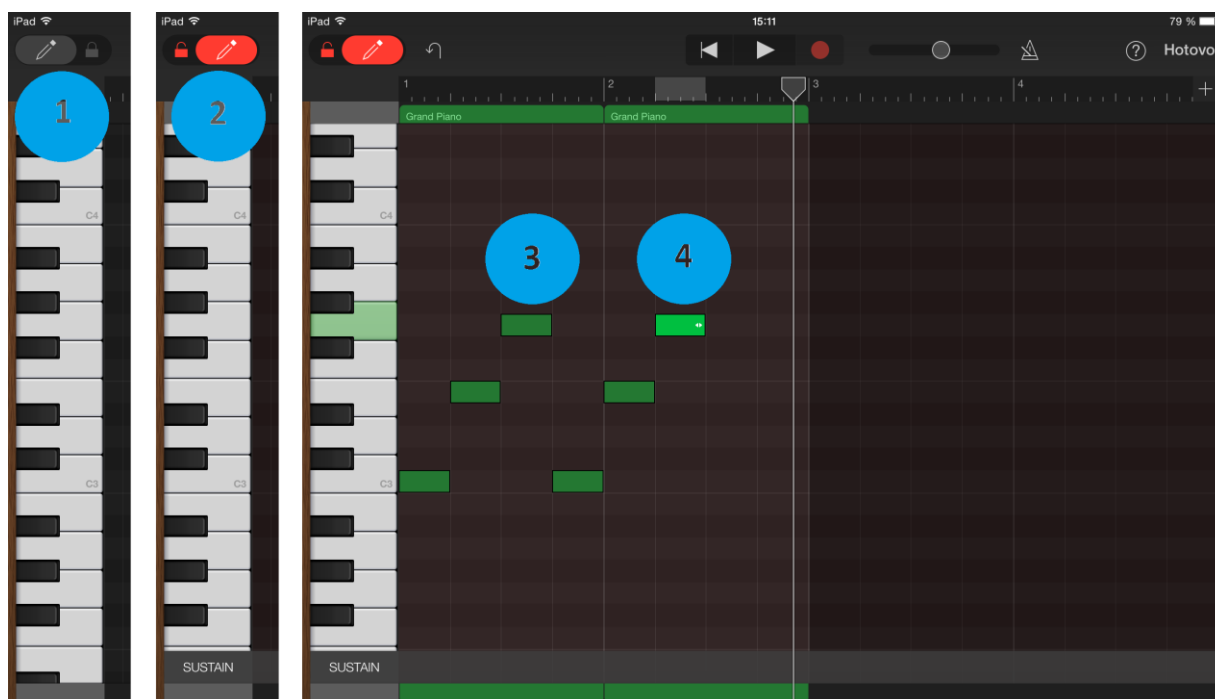 iPad
iPad
iPad 15:11 79 %
? Hotovo
1 2 3 4
1 2
Grand Piano Grand Piano
C4 C4 C4
3 4
C3 C3 C3
SUSTAIN SUSTAIN